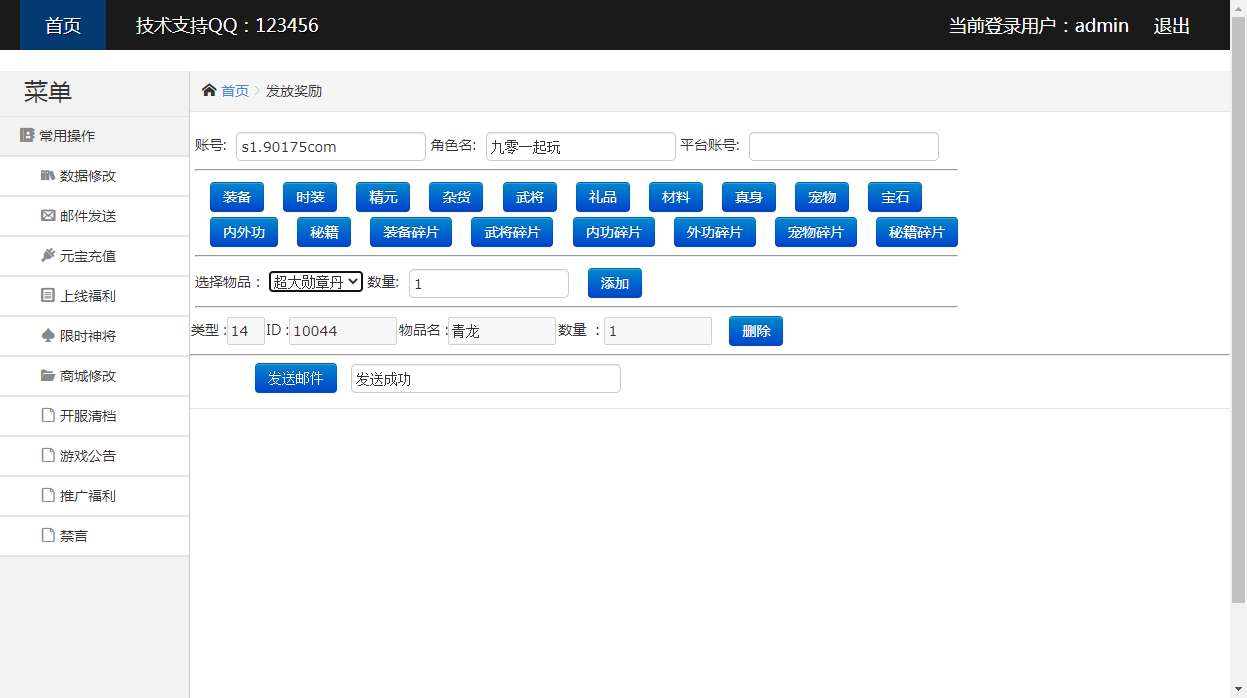 首页 技术支持QQ：123456 当前登录用户：admin 退出
菜单
首页 发放奖励
常用操作
数据修改
邮件发送
元宝充值
上线福利
限时神将
商城修改
开服清档
游戏公告
推广福利
禁言
账号: s1.90175com 角色名: 九零一起玩 平台账号:
装备 时装 精元 杂货 武将 礼品 材料 真身 宠物 宝石
内外功 秘籍 装备碎片 武将碎片 内功碎片 外功碎片 宠物碎片 秘籍碎片
选择物品： 超大勋章丹 数量: 1 添加
类型 : 14 ID : 10044 物品名 : 青龙 数量 ：1 删除
发送邮件 发送成功